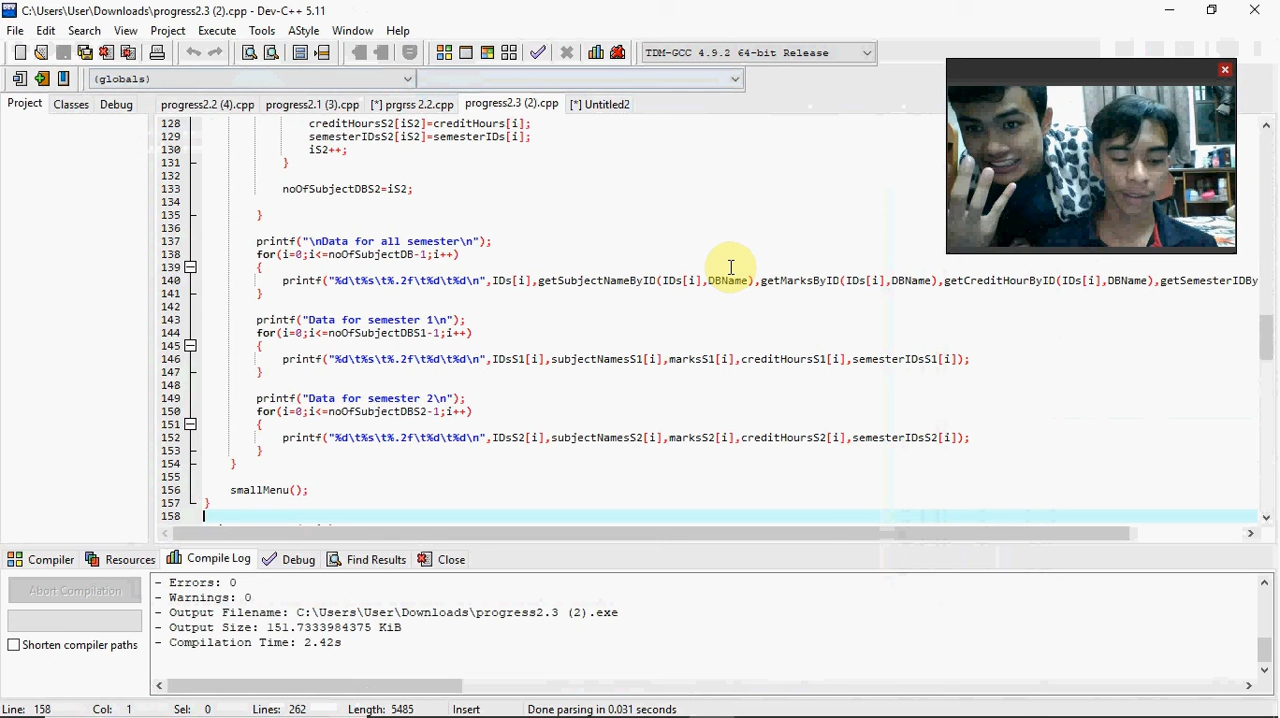 C:\Users\User\Downloads\progress2.3 (2).cpp - Dev-C++ 5.11
File Edit Search View Project Execute Tools AStyle Window Help
TDM-GCC 4.9.2 64-bit Release
(globals)
Project Classes Debug progress2.2 (4).cpp progress2.1 (3).cpp [*] prgrss 2.2.cpp progress2.3 (2).cpp [*] Untitled2
128 creditHoursS2[iS2]=creditHours[i];
129 semesterIDsS2[iS2]=semesterIDs[i];
130 iS2++;
131 }
132
133 noOfSubjectDBS2=iS2;
134
135 }
136
137 printf("\nData for all semester\n");
138 for(i=0;i<=noOfSubjectDB-1;i++)
139 {
140 printf("%d\t%s\t%.2f\t%d\t%d\n",IDs[i],getSubjectNameByID(IDs[i],DBName),getMarksByID(IDs[i],DBName),getCreditHourByID(IDs[i],DBName),getSemesterIDBy
141 }
142
143 printf("Data for semester 1\n");
144 for(i=0;i<=noOfSubjectDBS1-1;i++)
145 {
146 printf("%d\t%s\t%.2f\t%d\t%d\n",IDsS1[i],subjectNamesS1[i],marksS1[i],creditHoursS1[i],semesterIDsS1[i]);
147 }
148
149 printf("Data for semester 2\n");
150 for(i=0;i<=noOfSubjectDBS2-1;i++)
151 {
152 printf("%d\t%s\t%.2f\t%d\t%d\n",IDsS2[i],subjectNamesS2[i],marksS2[i],creditHoursS2[i],semesterIDsS2[i]);
153 }
154 }
155
156 smallMenu();
157 }
158
Compiler Resources Compile Log Debug Find Results Close
Abort Compilation
Shorten compiler paths
- Errors: 0
- Warnings: 0
- Output Filename: C:\Users\User\Downloads\progress2.3 (2).exe
- Output Size: 151.7333984375 KiB
- Compilation Time: 2.42s
Line: 158 Col: 1 Sel: 0 Lines: 262 Length: 5485 Insert Done parsing in 0.031 seconds